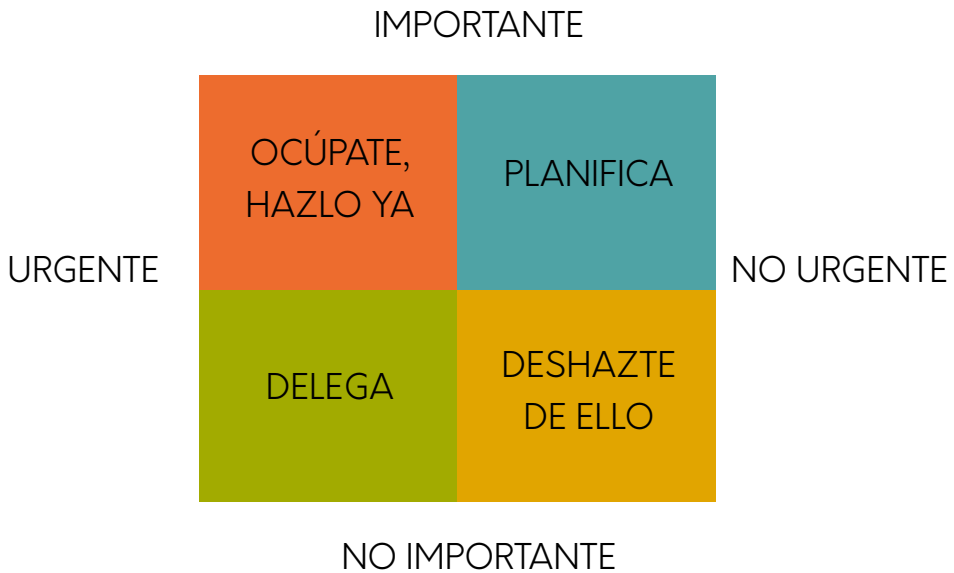 IMPORTANTE
OCÚPATE,
HAZLO YA
PLANIFICA
URGENTE
NO URGENTE
DELEGA
DESHAZTE
DE ELLO
NO IMPORTANTE